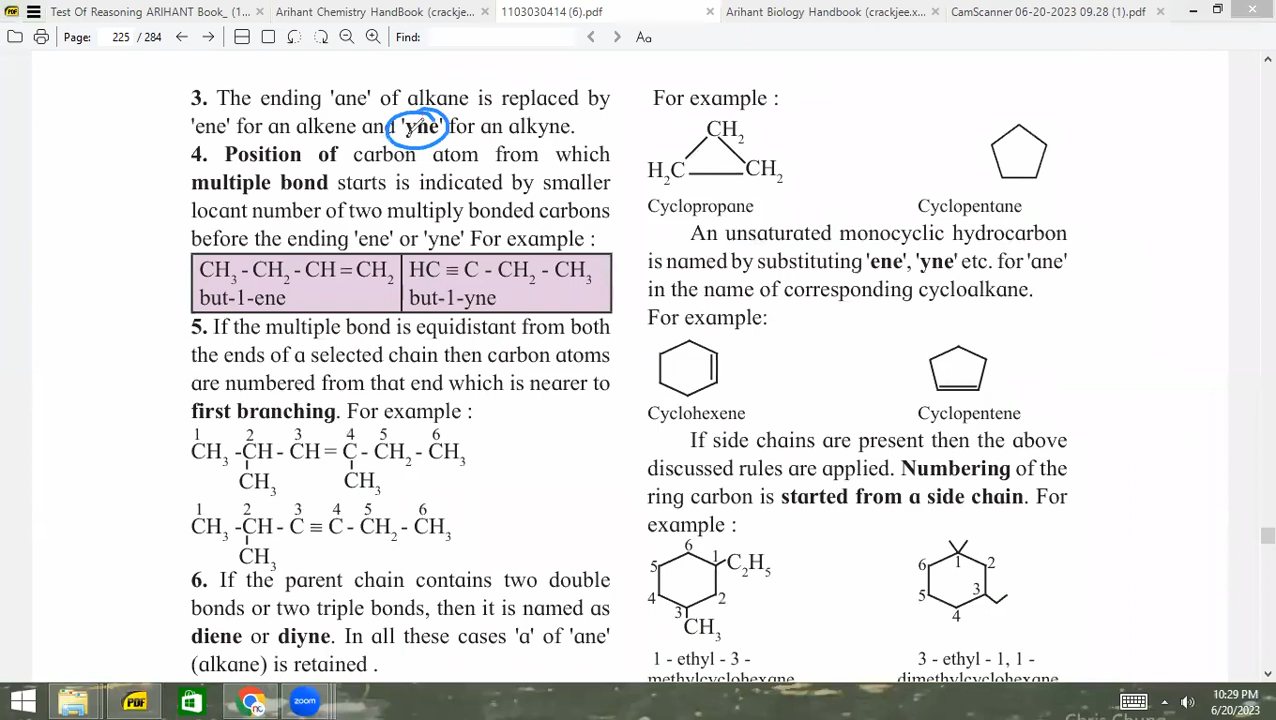 Test Of Reasoning ARIHANT Book_ (1...
Arihant Chemistry HandBook (crackjee...
1103030414 (6).pdf
Arihant Biology Handbook (crackjee.x...
CamScanner 06-20-2023 09.28 (1).pdf
Page: 225 / 284
Find:
Aa
3. The ending 'ane' of alkane is replaced by
'ene' for an alkene and 'yne' for an alkyne.
4. Position of carbon atom from which
multiple bond starts is indicated by smaller
locant number of two multiply bonded carbons
before the ending 'ene' or 'yne' For example :
CH3 - CH2 - CH = CH2
but-1-ene
HC ≡ C - CH2 - CH3
but-1-yne
5. If the multiple bond is equidistant from both
the ends of a selected chain then carbon atoms
are numbered from that end which is nearer to
first branching. For example :
1 2 3 4 5 6
CH3 -CH - CH = C - CH2 - CH3
CH3 CH3
1 2 3 4 5 6
CH3 -CH - C ≡ C - CH2 - CH3
CH3
6. If the parent chain contains two double
bonds or two triple bonds, then it is named as
diene or diyne. In all these cases 'a' of 'ane'
(alkane) is retained .
For example :
CH2
H2C CH2
Cyclopropane
Cyclopentane
An unsaturated monocyclic hydrocarbon
is named by substituting 'ene', 'yne' etc. for 'ane'
in the name of corresponding cycloalkane.
For example:
Cyclohexene
Cyclopentene
If side chains are present then the above
discussed rules are applied. Numbering of the
ring carbon is started from a side chain. For
example :
6
5 1 C2H5
4 2
3
CH3
1 - ethyl - 3 -
methylcyclohexane
6 1 2
5 3
4
3 - ethyl - 1, 1 -
dimethylcyclohexane
PDF
nc
zoom
10:29 PM
6/20/2023
Chris Chung